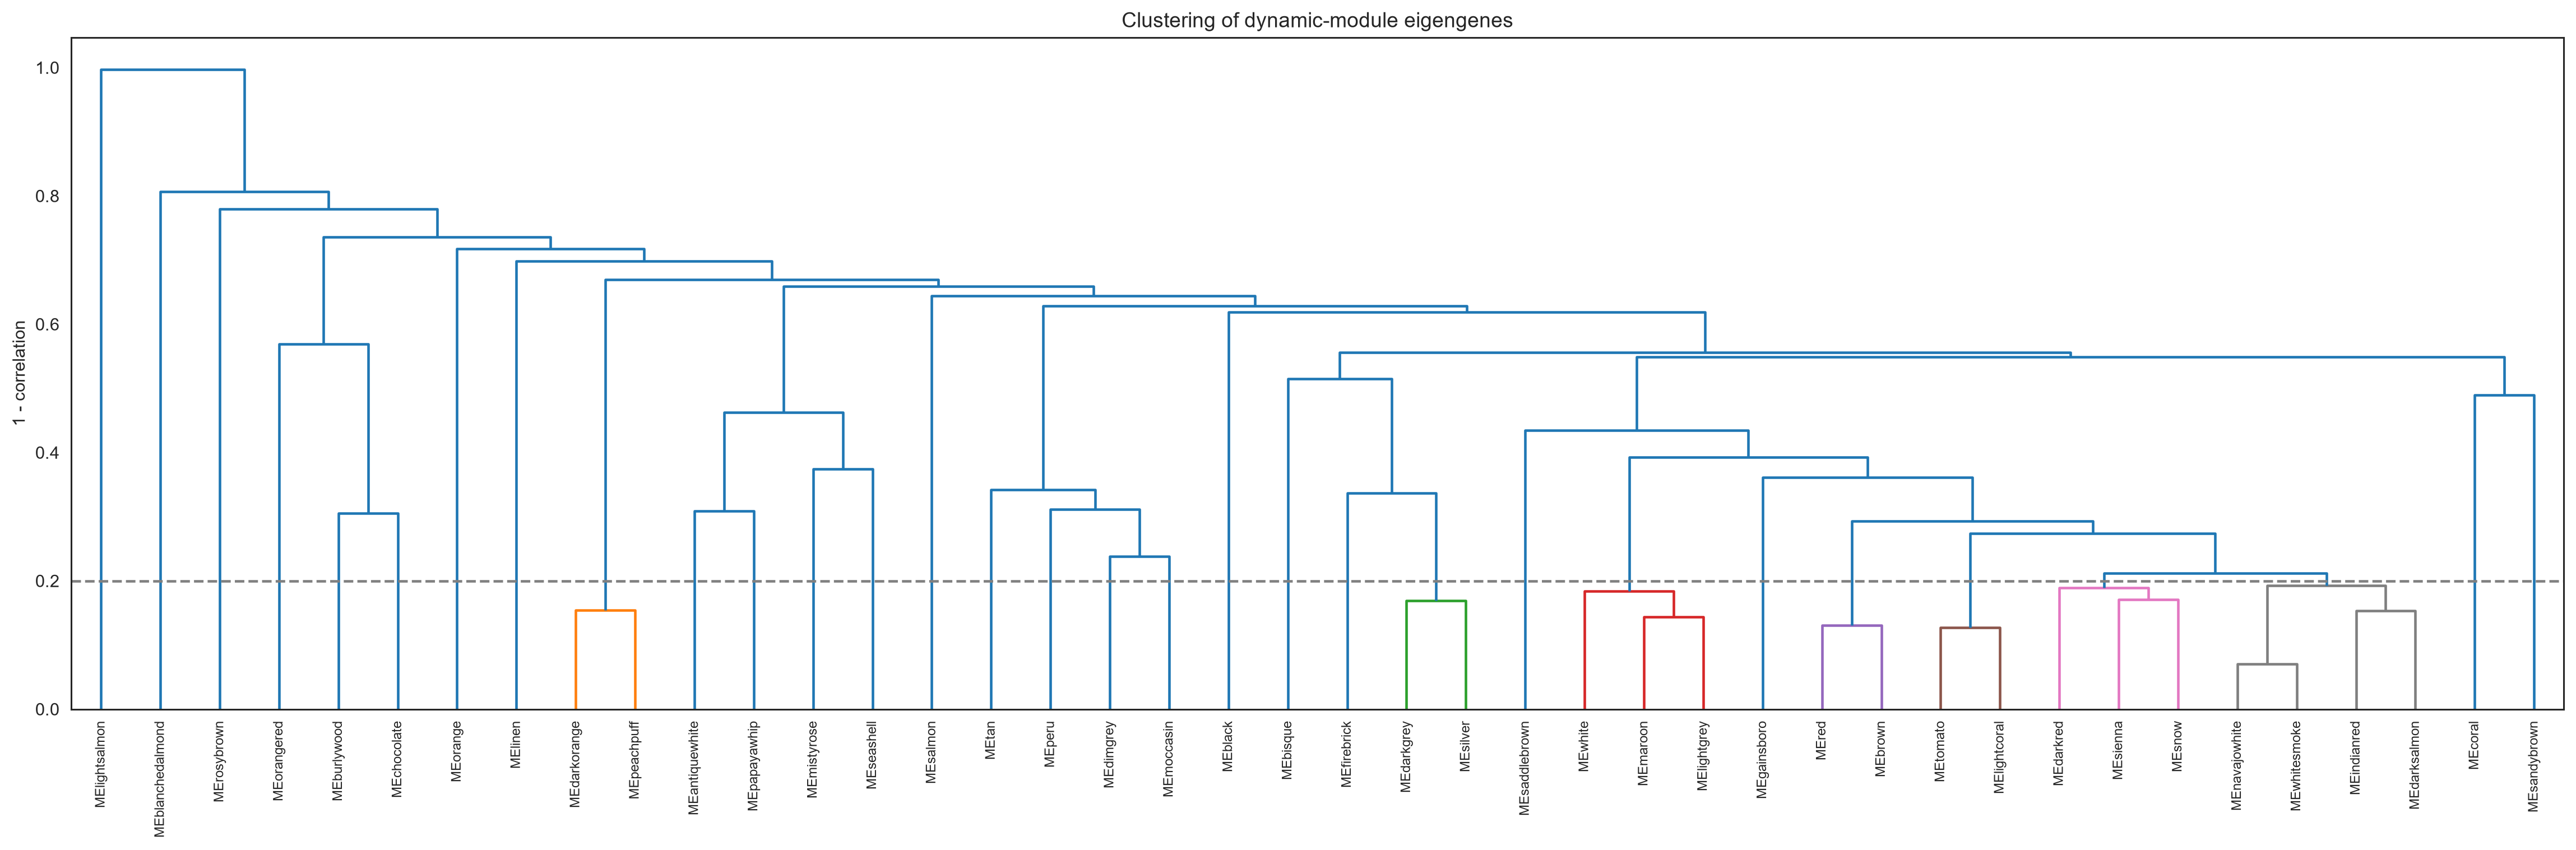 Clustering of dynamic-module eigengenes
1 - correlation
1.0
0.8
0.6
0.4
0.2
0.0
MElightsalmon
MEblanchedalmond
MErosybrown
MEorangered
MEburlywood
MEchocolate
MEorange
MElinen
MEdarkorange
MEpeachpuff
MEantiquewhite
MEpapayawhip
MEmistyrose
MEseashell
MEsalmon
MEtan
MEperu
MEdimgrey
MEmoccasin
MEblack
MEbisque
MEfirebrick
MEdarkgrey
MEsilver
MEsaddlebrown
MEwhite
MEmaroon
MElightgrey
MEgainsboro
MEred
MEbrown
MEtomato
MElightcoral
MEdarkred
MEsienna
MEsnow
MEnavajowhite
MEwhitesmoke
MEindianred
MEdarksalmon
MEcoral
MEsandybrown